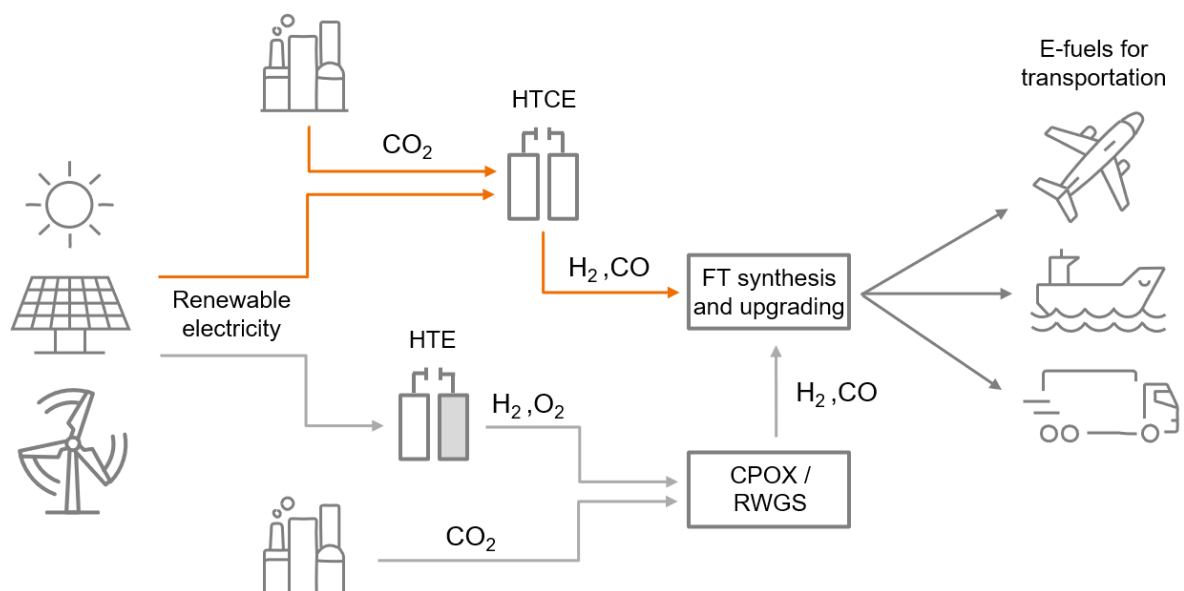 E-fuels for
transportation
HTCE
CO₂
H₂ ,CO
FT synthesis
and upgrading
Renewable
electricity
HTE
H₂ ,O₂
H₂ ,CO
CPOX /
RWGS
CO₂